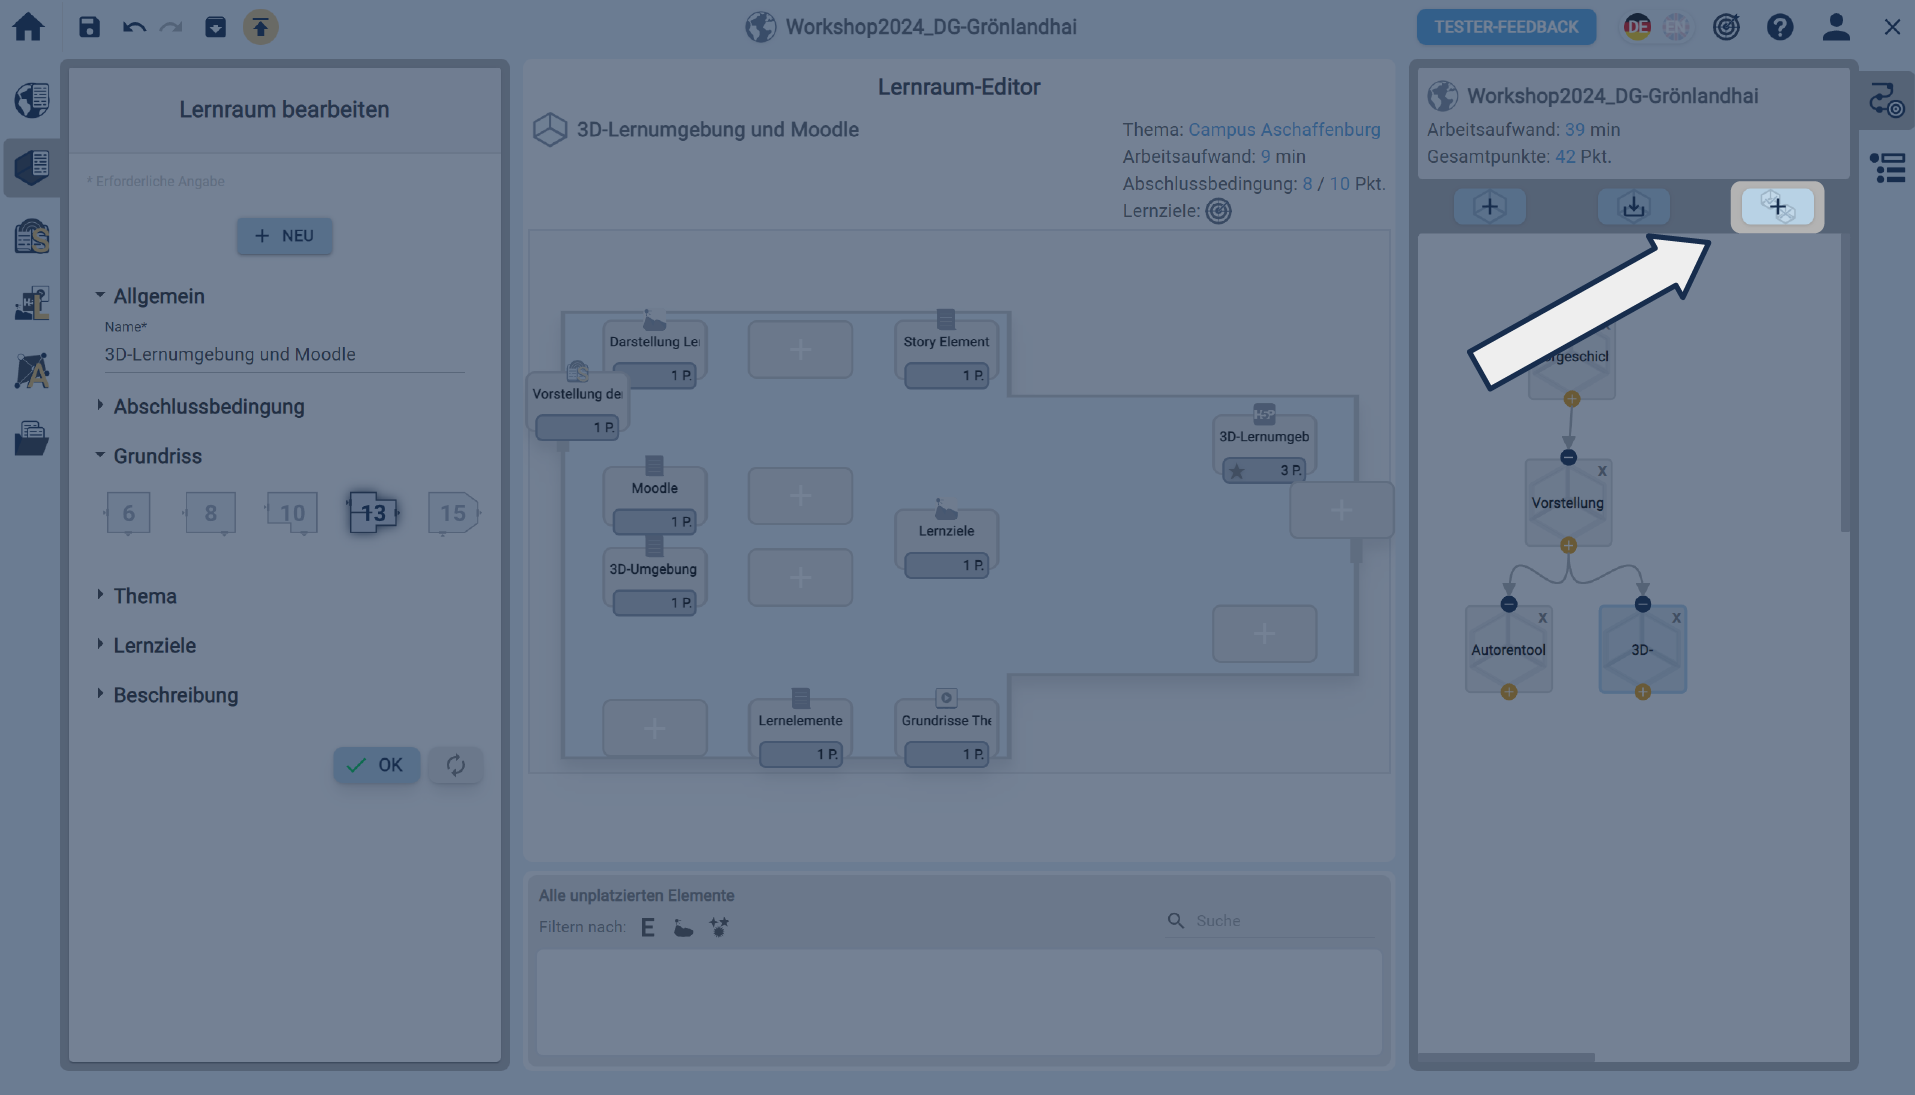 Workshop2024_DG-Grönlandhai
TESTER-FEEDBACK
DE
EN
Lernraum bearbeiten
* Erforderliche Angabe
+ NEU
Allgemein
Name*
3D-Lernumgebung und Moodle
Abschlussbedingung
Grundriss
6
8
10
13
15
Thema
Lernziele
Beschreibung
OK
Lernraum-Editor
3D-Lernumgebung und Moodle
Thema: Campus Aschaffenburg
Arbeitsaufwand: 9 min
Abschlussbedingung: 8 / 10 Pkt.
Lernziele:
Darstellung Ler
1 P.
Story Element
1 P.
Vorstellung der
1 P.
H-P
3D-Lernumgeb
3 P.
Moodle
1 P.
Lernziele
1 P.
3D-Umgebung
1 P.
Lernelemente
1 P.
Grundrisse The
1 P.
Alle unplatzierten Elemente
Filtern nach: E
Suche
Workshop2024_DG-Grönlandhai
Arbeitsaufwand: 39 min
Gesamtpunkte: 42 Pkt.
rgeschicl
X
Vorstellung
X
Autorentool
X
3D-